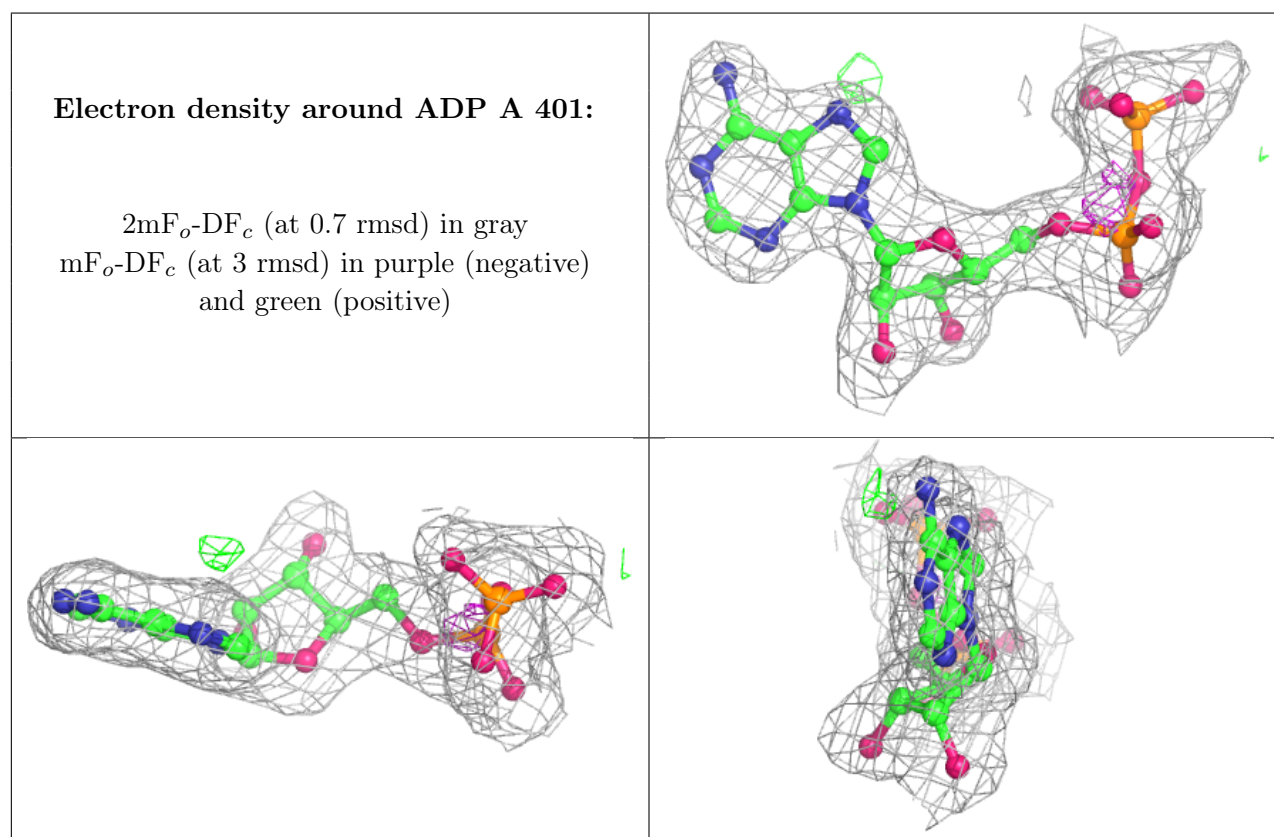 Electron density around ADP A 401:
2mFo-DFc (at 0.7 rmsd) in gray
mFo-DFc (at 3 rmsd) in purple (negative)
and green (positive)